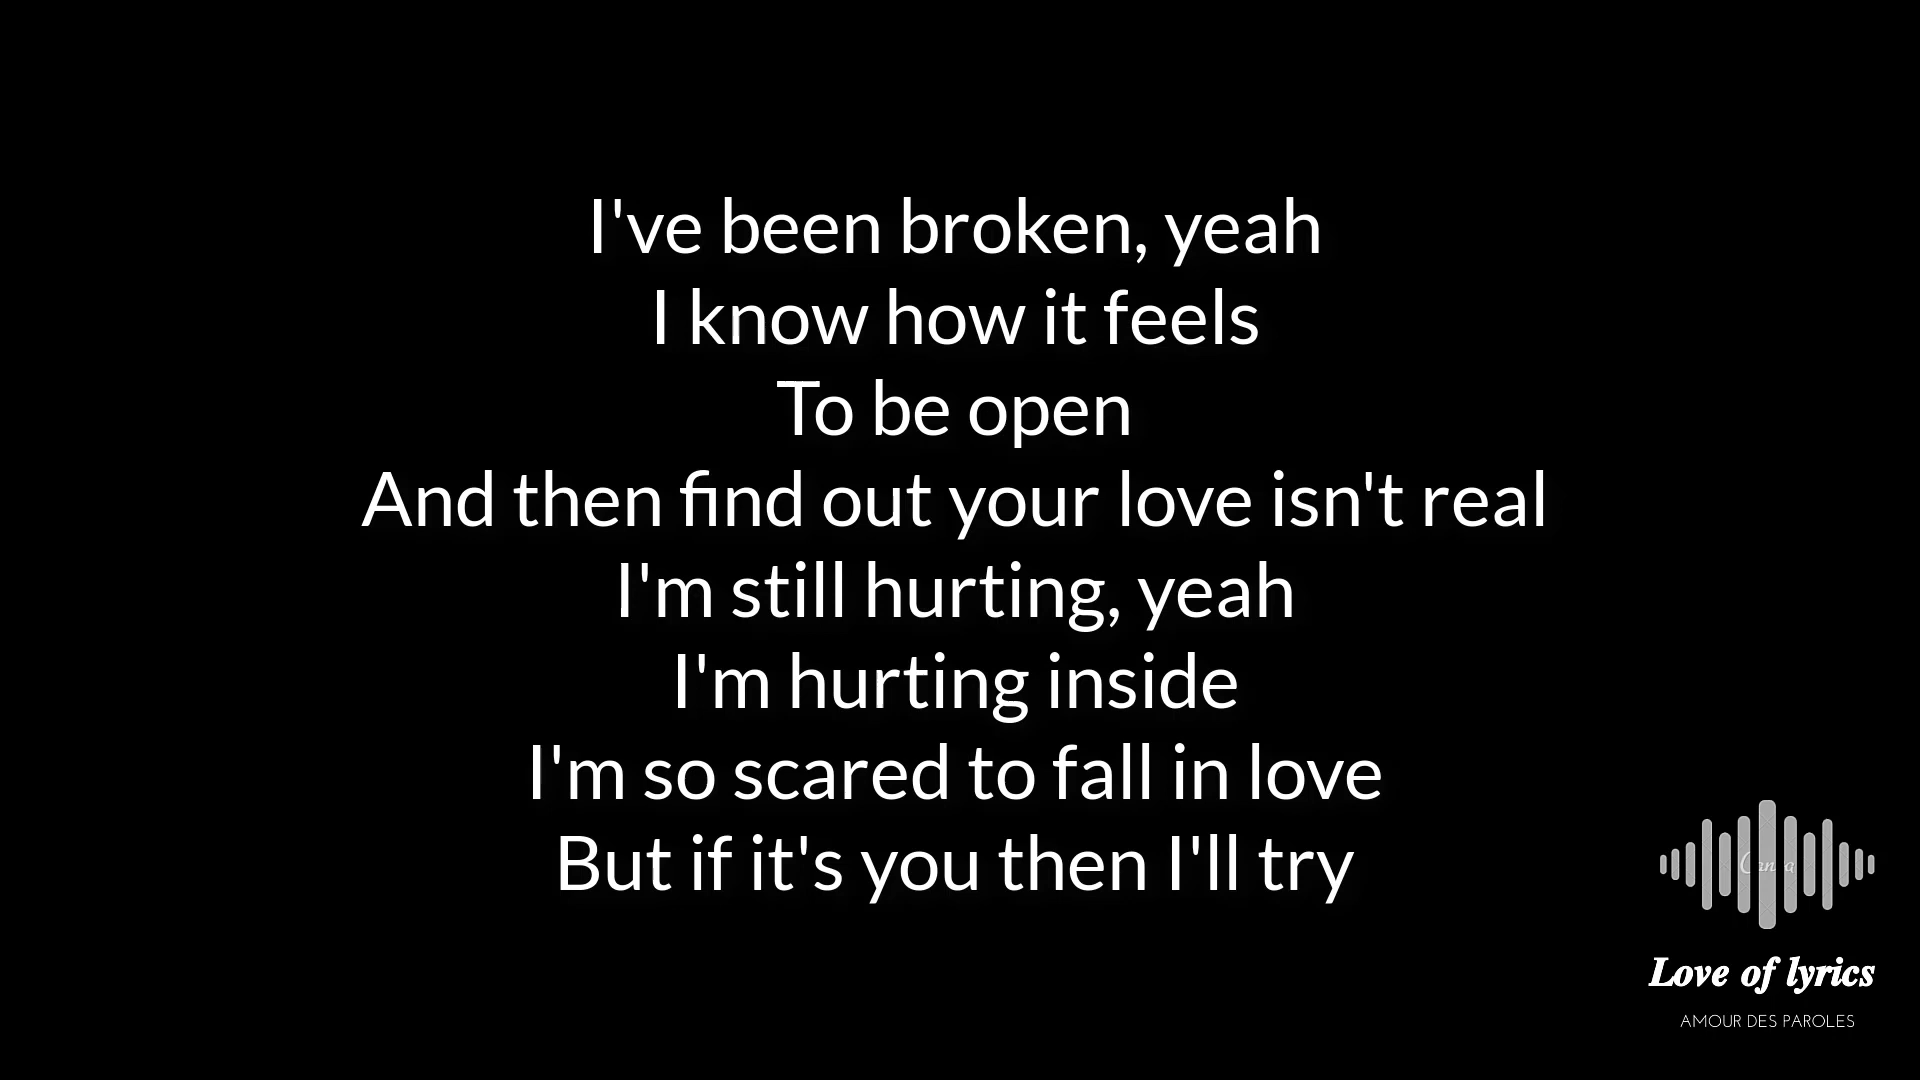 I've been broken, yeah
I know how it feels
To be open
And then find out your love isn't real
I'm still hurting, yeah
I'm hurting inside
I'm so scared to fall in love
But if it's you then I'll try
Canva
Love of lyrics
AMOUR DES PAROLES